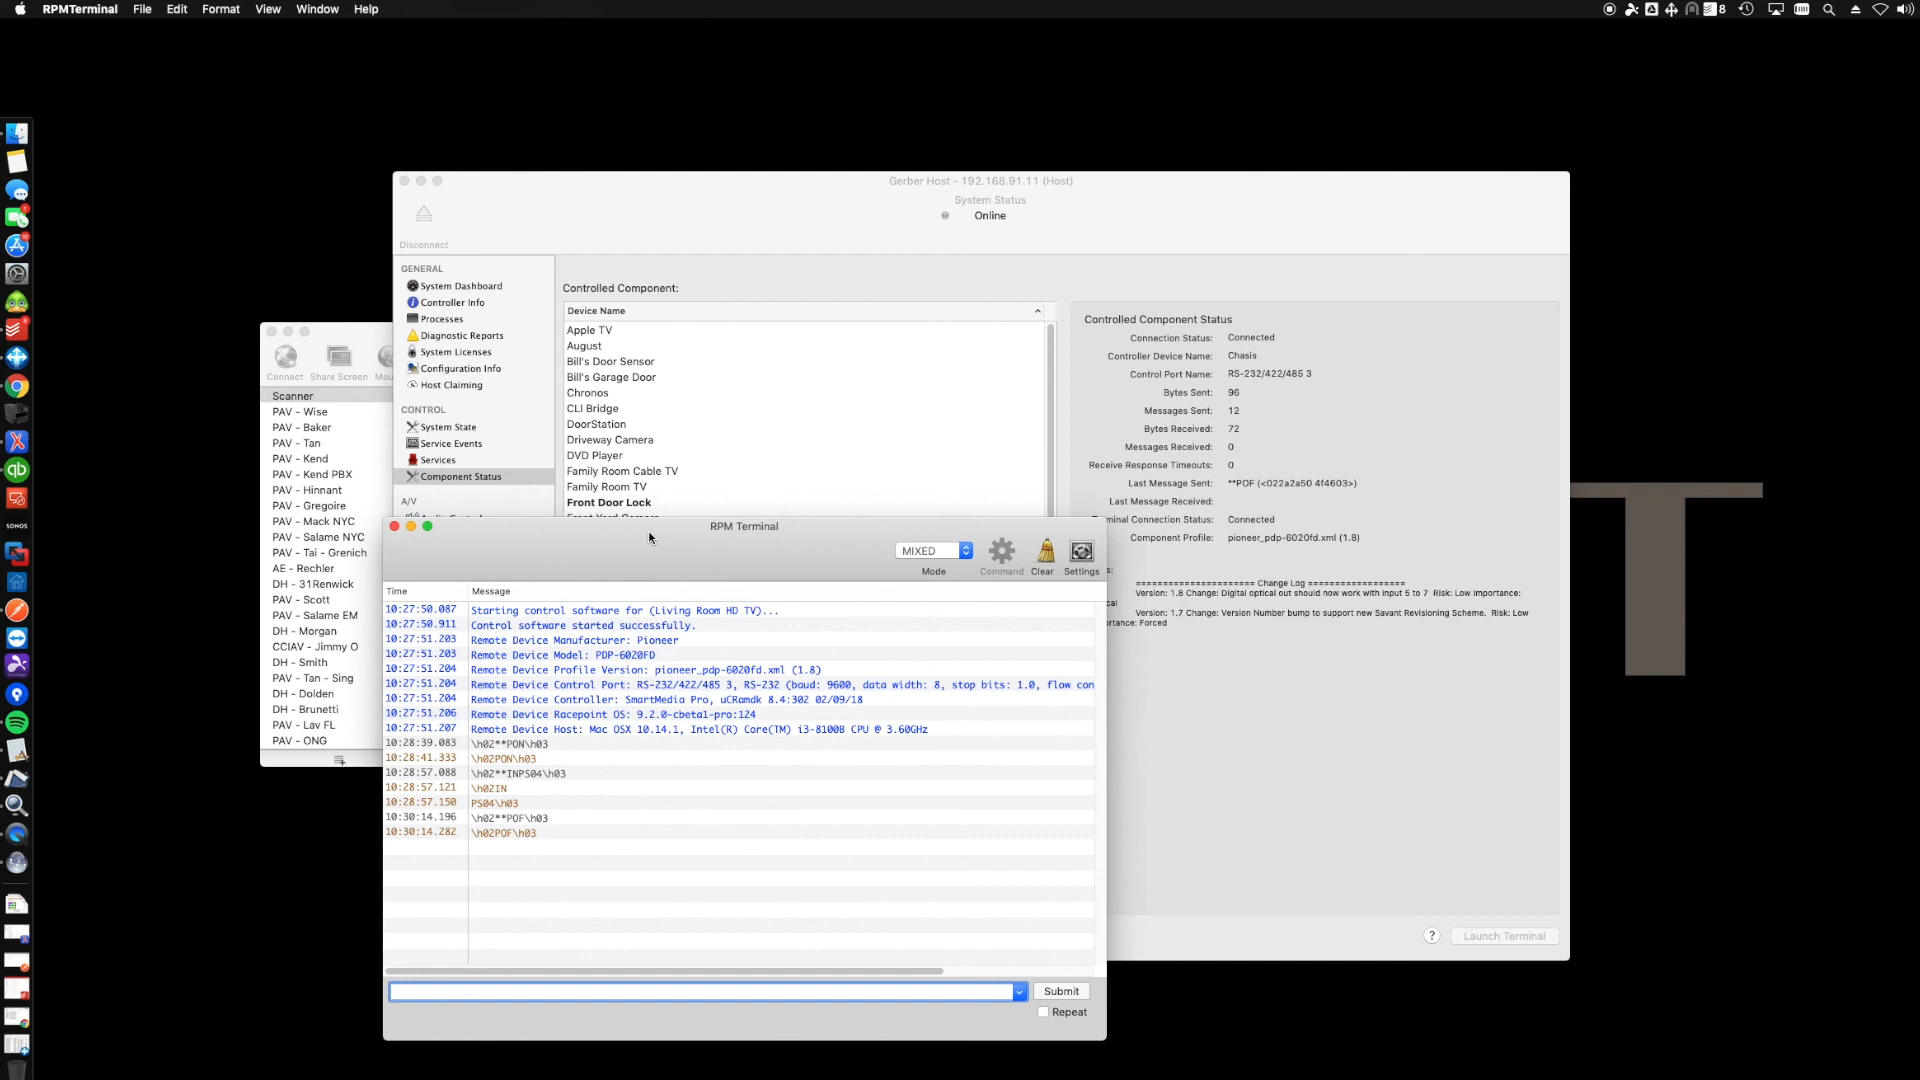 RPMTerminal File Edit Format View Window Help
8
Gerber Host - 192.168.91.11 (Host)
System Status
Online
Disconnect
GENERAL
System Dashboard
Controller Info
Processes
Diagnostic Reports
System Licenses
Configuration Info
Host Claiming
CONTROL
System State
Service Events
Services
Component Status
A/V
Controlled Component:
Device Name
Apple TV
August
Bill's Door Sensor
Bill's Garage Door
Chronos
CLI Bridge
DoorStation
Driveway Camera
DVD Player
Family Room Cable TV
Family Room TV
Front Door Lock
Controlled Component Status
Connection Status: Connected
Controller Device Name: Chasis
Control Port Name: RS-232/422/485 3
Bytes Sent: 96
Messages Sent: 12
Bytes Received: 72
Messages Received: 0
Receive Response Timeouts: 0
Last Message Sent: **POF (<022a2a50 4f4603>)
Last Message Received:
minal Connection Status: Connected
Component Profile: pioneer_pdp-6020fd.xml (1.8)
s:
===================== Change Log ==================
Version: 1.8 Change: Digital optical out should now work with input 5 to 7 Risk: Low Importance:
cal
Version: 1.7 Change: Version Number bump to support new Savant Revisioning Scheme. Risk: Low
ortance: Forced
? Launch Terminal
Connect Share Screen Mou
Scanner
PAV - Wise
PAV - Baker
PAV - Tan
PAV - Kend
PAV - Kend PBX
PAV - Hinnant
PAV - Gregoire
PAV - Mack NYC
PAV - Salame NYC
PAV - Tai - Grenich
AE - Rechler
DH - 31Renwick
PAV - Scott
PAV - Salame EM
DH - Morgan
CCIAV - Jimmy O
DH - Smith
PAV - Tan - Sing
DH - Dolden
DH - Brunetti
PAV - Lav FL
PAV - ONG
RPM Terminal
MIXED
Mode Command Clear Settings
Time Message
10:27:50.087 Starting control software for (Living Room HD TV)...
10:27:50.911 Control software started successfully.
10:27:51.203 Remote Device Manufacturer: Pioneer
10:27:51.203 Remote Device Model: PDP-6020FD
10:27:51.204 Remote Device Profile Version: pioneer_pdp-6020fd.xml (1.8)
10:27:51.204 Remote Device Control Port: RS-232/422/485 3, RS-232 (baud: 9600, data width: 8, stop bits: 1.0, flow con
10:27:51.204 Remote Device Controller: SmartMedia Pro, uCRamdk 8.4:302 02/09/18
10:27:51.206 Remote Device Racepoint OS: 9.2.0-cbeta1-pro:124
10:27:51.207 Remote Device Host: Mac OSX 10.14.1, Intel(R) Core(TM) i3-8100B CPU @ 3.60GHz
10:28:39.083 \h02**PON\h03
10:28:41.333 \h02PON\h03
10:28:57.088 \h02**INPS04\h03
10:28:57.121 \h02IN
10:28:57.150 PS04\h03
10:30:14.196 \h02**POF\h03
10:30:14.282 \h02POF\h03
Submit
Repeat
SONOS
qb
T